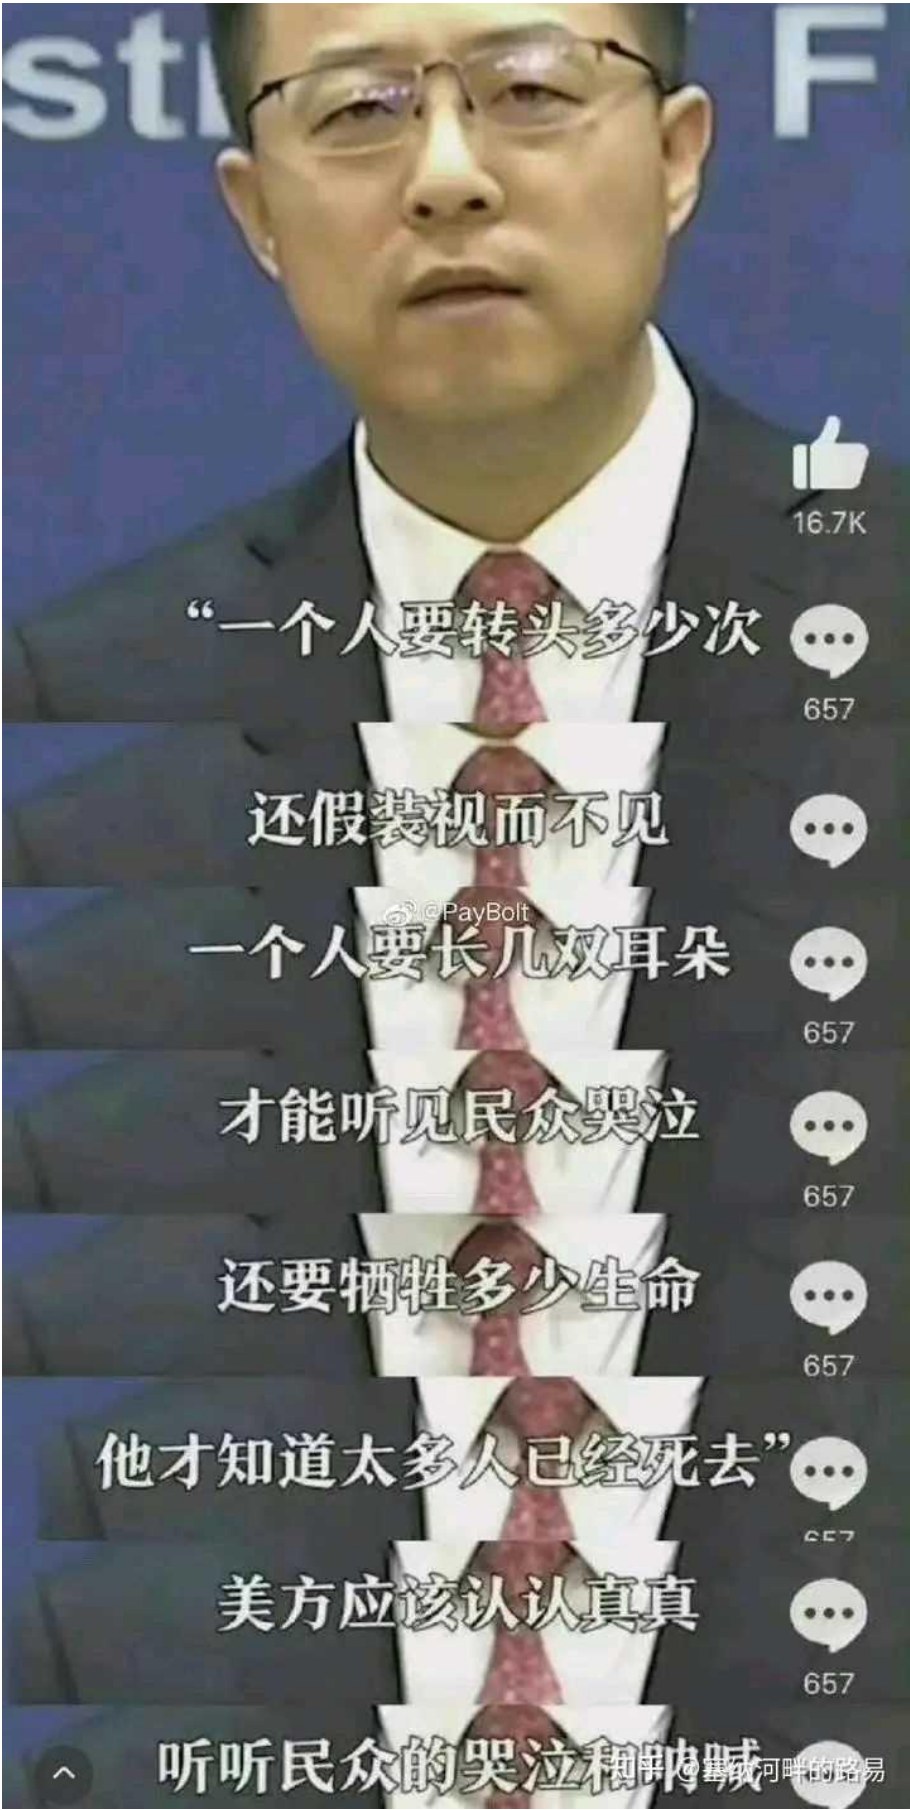 str
F
16.7K
“一个人要转头多少次
657
还假装视而不见
@PayBolt
一个人要长几双耳朵
657
才能听见民众哭泣
657
还要牺牲多少生命
657
他才知道太多人已经死去”
657
美方应该认认真真
657
听听民众的哭泣和呐喊
知乎 @塞纳河畔的路易